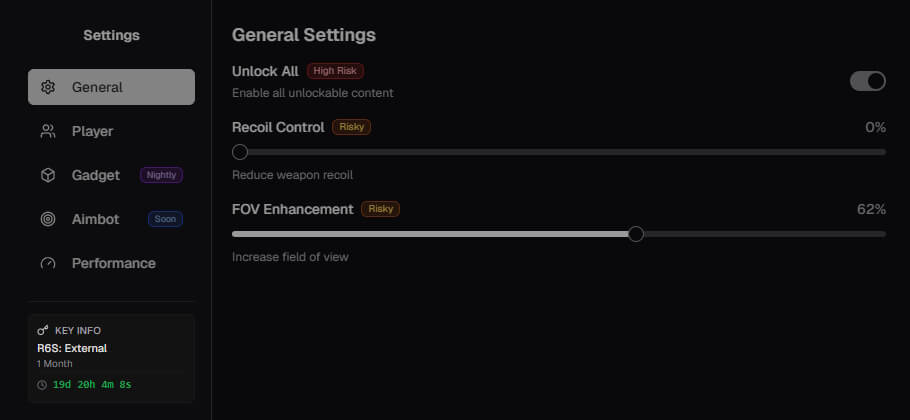 Settings
General
Player
Gadget Nightly
Aimbot Soon
Performance
KEY INFO
R6S: External
1 Month
19d 20h 4m 8s
General Settings
Unlock All High Risk
Enable all unlockable content
Recoil Control Risky 0%
Reduce weapon recoil
FOV Enhancement Risky 62%
Increase field of view